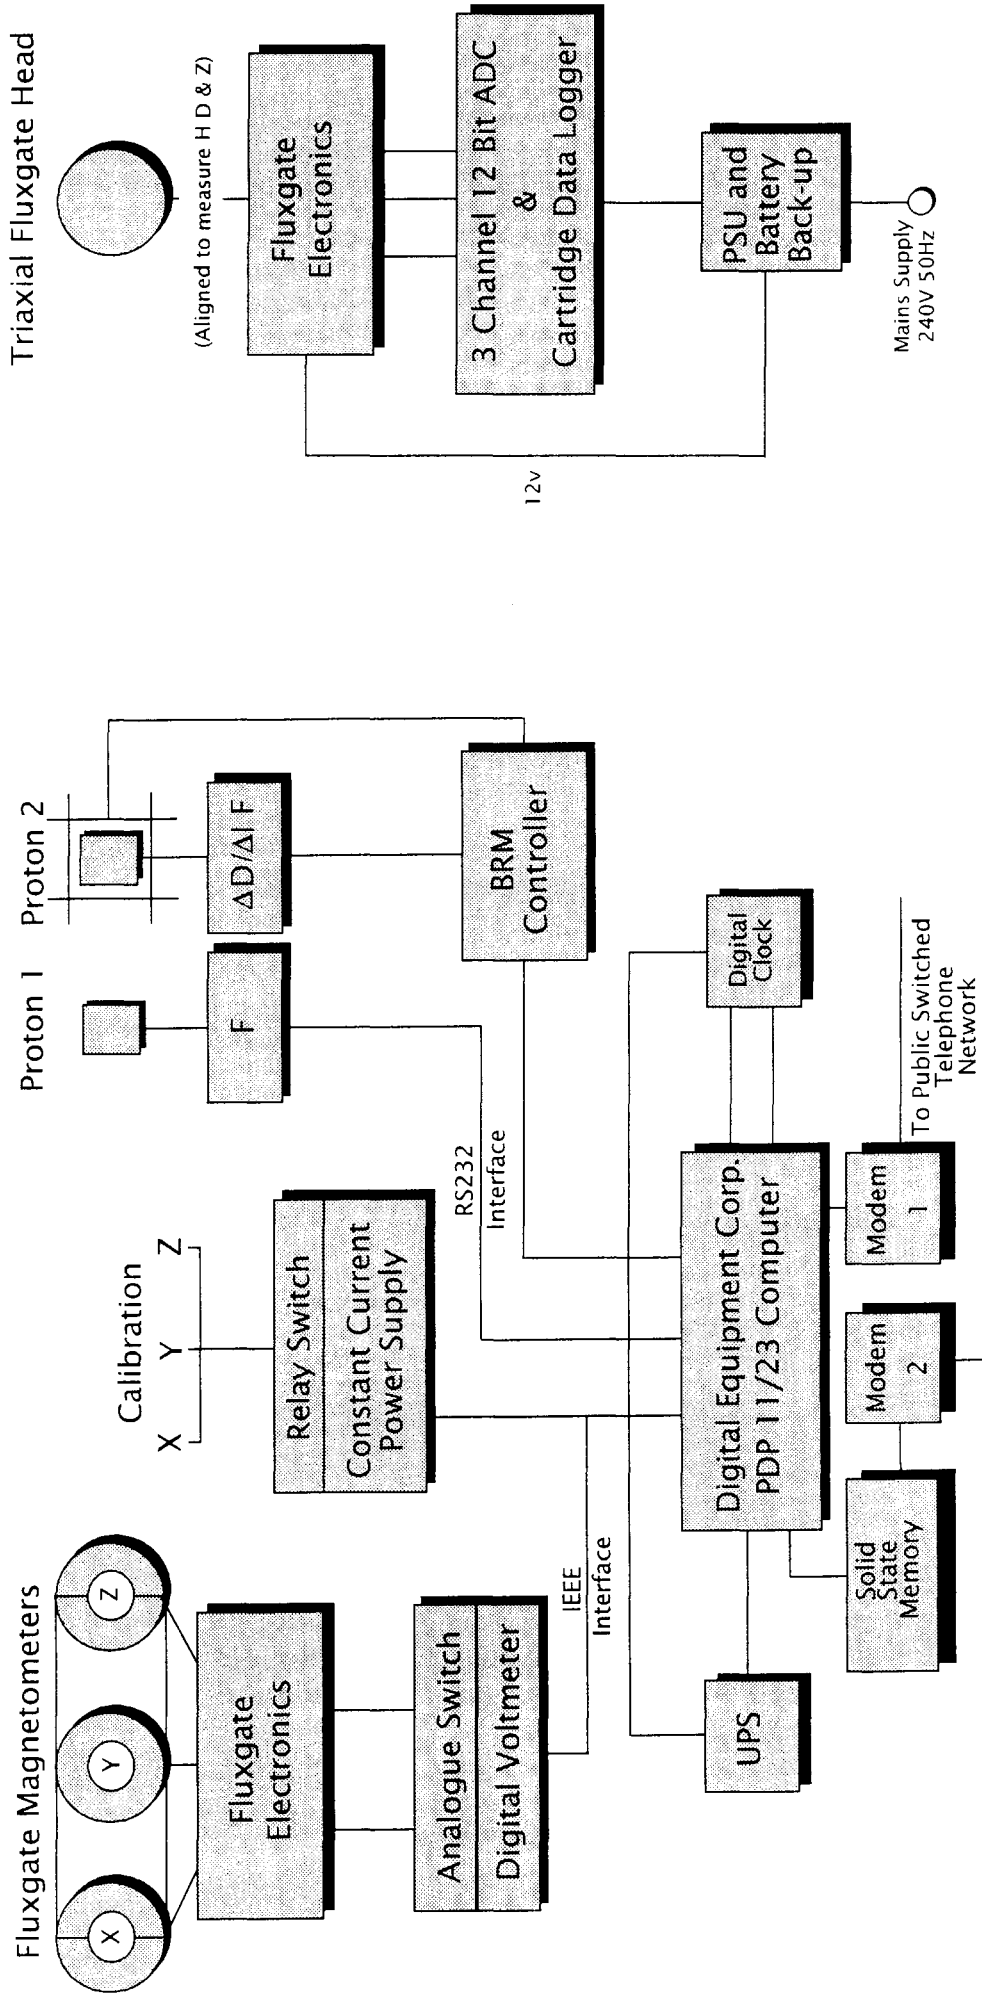 Fluxgate Magnetometers
X
Y
Z
Fluxgate
Electronics
Analogue Switch
Digital Voltmeter
IEEE
Interface
UPS
Solid
State
Memory
Calibration
X Y Z
Relay Switch
Constant Current
Power Supply
RS232
Interface
Digital Equipment Corp.
PDP 11/23 Computer
Modem
2
Modem
1
To Public Switched
Telephone
Network
Digital
Clock
Proton 1
F
Proton 2
ΔD/ΔI F
BRM
Controller
Triaxial Fluxgate Head
(Aligned to measure H D & Z)
Fluxgate
Electronics
3 Channel 12 Bit ADC
&
Cartridge Data Logger
12v
PSU and
Battery
Back-up
Mains Supply
240V 50Hz